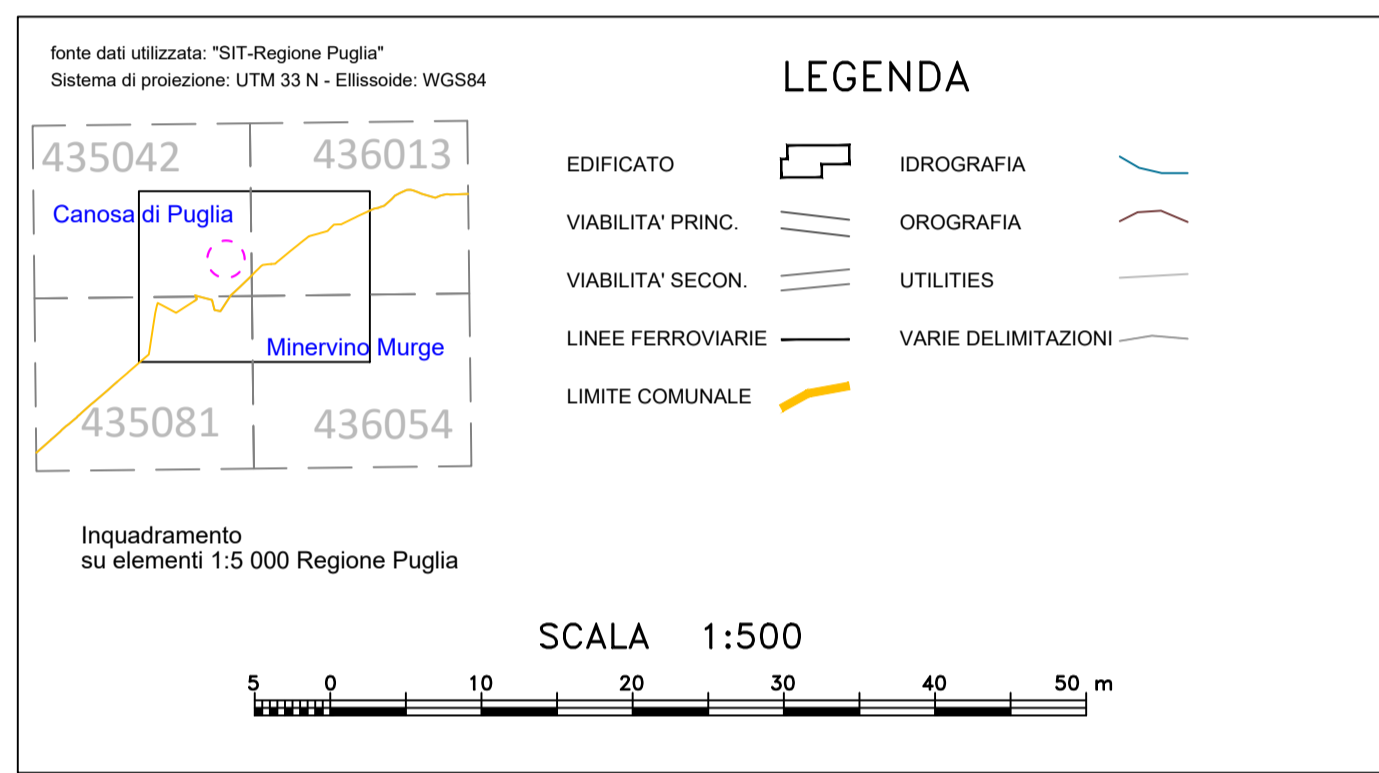 fonte dati utilizzata: "SIT-Regione Puglia"
Sistema di proiezione: UTM 33 N - Ellissoide: WGS84
435042
436013
Canosa di Puglia
Minervino Murge
435081
436054
Inquadramento
su elementi 1:5 000 Regione Puglia
LEGENDA
EDIFICATO
VIABILITA' PRINC.
VIABILITA' SECON.
LINEE FERROVIARIE
LIMITE COMUNALE
IDROGRAFIA
OROGRAFIA
UTILITIES
VARIE DELIMITAZIONI
SCALA 1:500
5 0 10 20 30 40 50 m